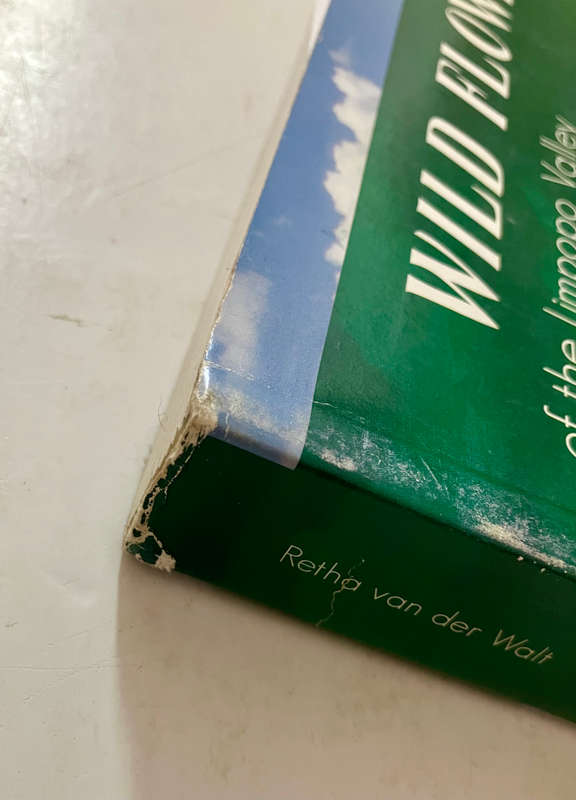 WILD FLOW
of the Limpopo Valley
Retha van der Walt